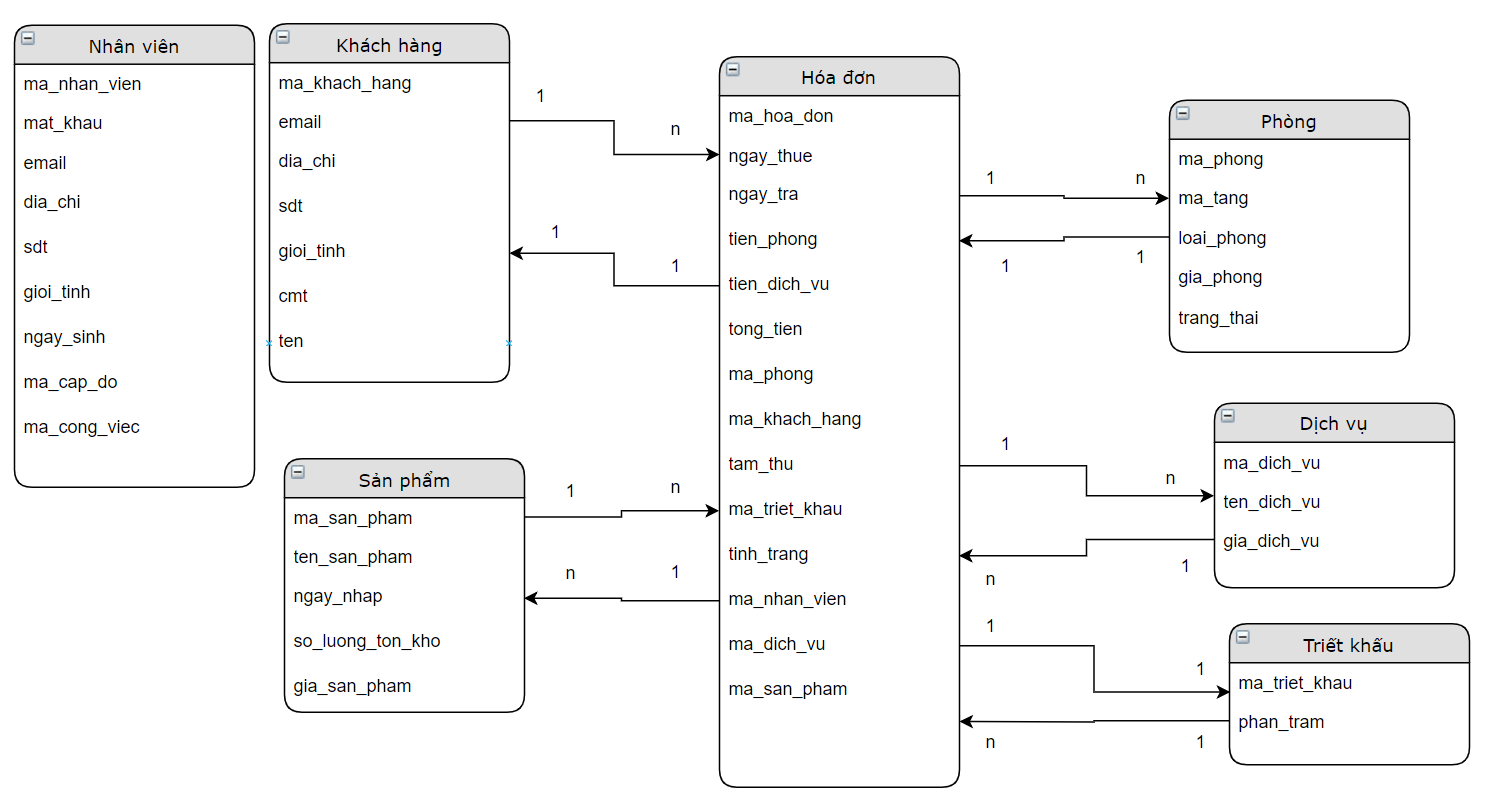 Nhân viên
ma_nhan_vien
mat_khau
email
dia_chi
sdt
gioi_tinh
ngay_sinh
ma_cap_do
ma_cong_viec
Khách hàng
ma_khach_hang
email
dia_chi
sdt
gioi_tinh
cmt
ten
1
n
1
1
Sản phẩm
ma_san_pham
ten_san_pham
ngay_nhap
so_luong_ton_kho
gia_san_pham
1
n
n
1
Hóa đơn
ma_hoa_don
ngay_thue
ngay_tra
tien_phong
tien_dich_vu
tong_tien
ma_phong
ma_khach_hang
tam_thu
ma_triet_khau
tinh_trang
ma_nhan_vien
ma_dich_vu
ma_san_pham
1
n
1
1
Phòng
ma_phong
ma_tang
loai_phong
gia_phong
trang_thai
1
n
n
1
Dịch vụ
ma_dich_vu
ten_dich_vu
gia_dich_vu
1
1
n
1
Triết khấu
ma_triet_khau
phan_tram